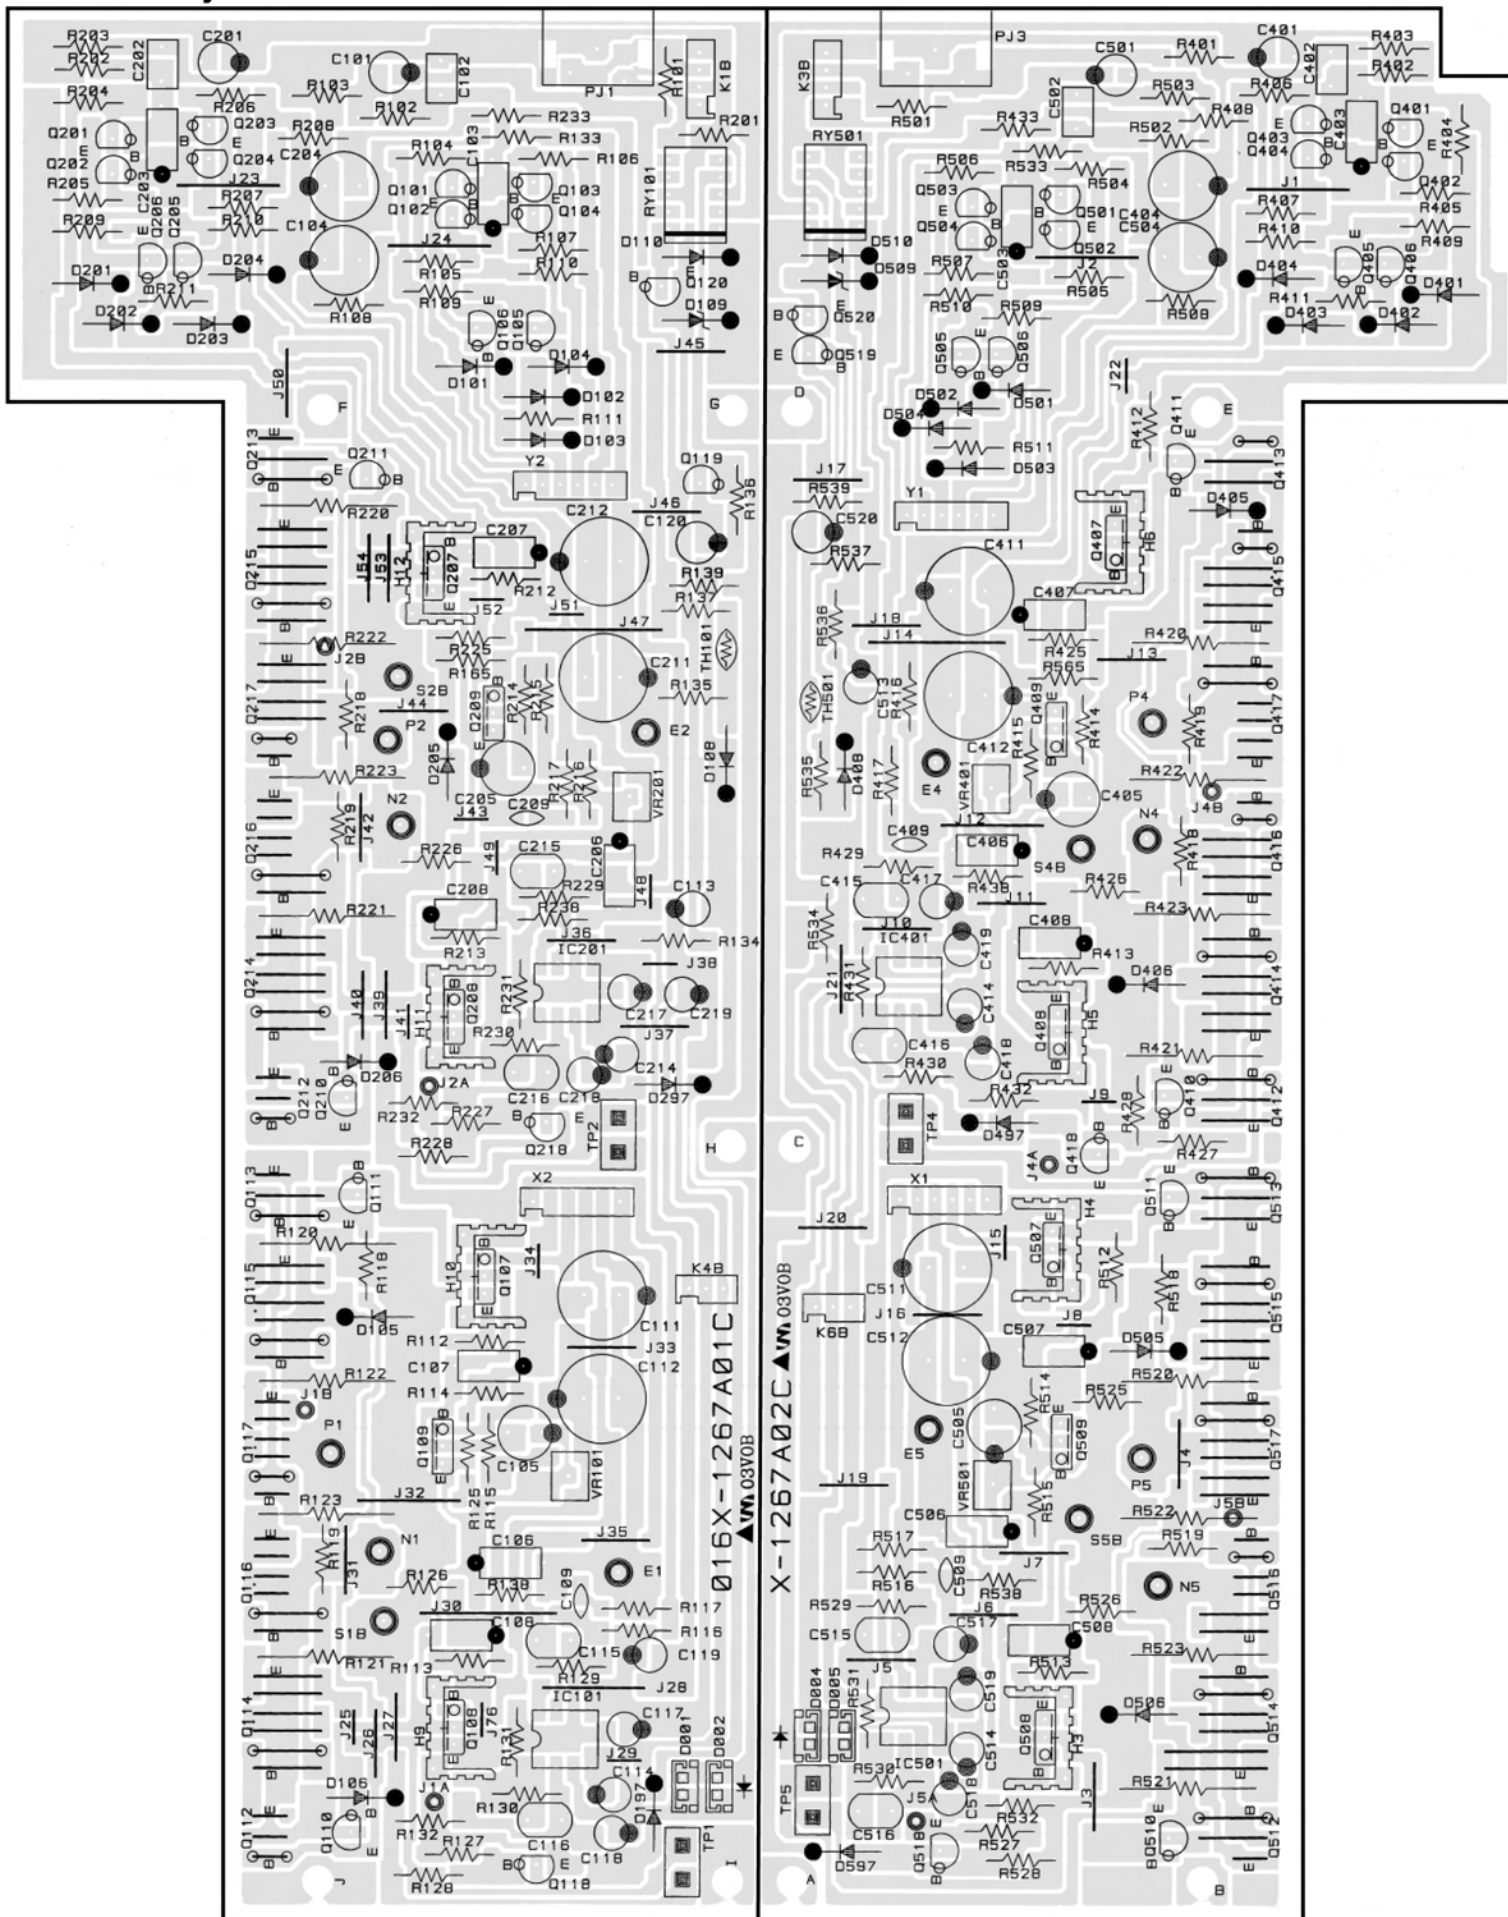 R203
C201
R202
C202
C101
C102
R101
K1B
PJ1
R204
R206
R103
R102
R233
R201
Q201
B
E
Q203
R208
C103
R133
Q202
Q204
C204
R104
R106
RY101
R205
C203
J23
Q101
Q103
Q102
Q104
R207
R209
Q206
Q205
R210
C104
J24
R107
D110
D201
D204
R105
R110
Q120
R211
R109
R108
D202
D203
Q106
Q105
D109
J45
D101
D104
J50
D102
R111
D103
F
G
K3B
PJ3
C501
R401
C401
C402
R403
R402
R501
C502
R503
R406
RY501
R433
R502
R408
Q403
C403
Q401
R404
R506
R533
Q404
Q503
R504
J1
Q402
Q504
Q501
C404
R407
R405
D510
C503
Q502
C504
R410
R409
D509
R507
J2
D404
Q405
Q406
R510
R505
R411
D401
Q520
R509
R508
D403
D402
Q519
Q505
Q506
J22
D502
D501
D504
R412
Q411
R511
D503
D
E
Q213
Q211
Y2
Q119
R136
R220
C207
C212
J46
C120
Q215
J54
J53
H12
Q207
R212
R139
J52
J51
R137
R222
J47
TH101
J2B
R225
R165
C211
S2B
Q209
R214
R215
R135
Q217
R218
J44
P2
E2
D205
D108
R223
R217
R216
VR201
C205
N2
J43
C209
R219
J42
Q216
R226
J49
C215
C206
C208
R229
J48
C113
R221
R238
R213
J36
IC201
R134
J38
Q214
J40
J39
J41
H11
Q208
R231
C217
C219
R230
J37
D206
J2A
C214
Q212
Q210
C216
C218
D297
R232
R227
TP2
R228
Q218
H
J17
R539
Y1
Q413
D405
C520
C411
Q407
H6
R537
Q415
C407
R536
J18
J14
R425
R420
R565
J13
TH501
C513
R416
Q409
P4
R415
R414
R419
Q417
C412
R535
D408
R417
E4
VR401
R422
C405
J4B
J12
C409
C406
N4
R429
S4B
R418
Q416
R438
C415
C417
R426
J11
R423
R534
J10
IC401
C419
C408
R413
J21
R431
C414
D406
Q414
Q408
H5
C416
C418
R421
R430
R432
J9
R428
Q410
Q412
TP4
D497
C
J4A
Q418
R427
Q113
Q111
X2
R120
R118
H10
Q107
J34
K4B
Q115
D105
C111
R112
J33
C107
C112
R122
R114
J1B
P1
Q117
Q109
C105
R125
R115
VR101
R123
J32
R119
J31
N1
J35
Q116
C106
E1
R126
R138
C109
J30
R117
S1B
C108
R116
C115
C119
R121
R113
R129
J28
IC101
Q114
J25
J26
J27
H9
Q108
J76
R131
C117
J29
D001
D002
D106
J1A
C114
R130
D197
Q112
Q110
R132
R127
C116
C118
TP1
R128
Q118
J
I
016X-1267A01C
03V0B
X1
Q511
Q513
J20
J15
Q507
H4
R512
R518
C511
K6B
J16
C512
C507
J8
D505
Q515
R520
R514
R525
C505
E5
Q509
P5
J4
Q517
J19
VR501
R515
C506
S5B
R522
J5B
R519
R517
J7
C509
R516
R538
N5
Q516
R529
J6
R526
C515
C517
C508
R523
J5
R513
D004
D005
R531
C519
D506
IC501
C514
Q508
H3
Q514
TP5
R530
J5A
C518
R532
J3
R521
C516
R527
Q510
Q512
D597
Q518
R528
A
B
X-1267A02C
03V0B